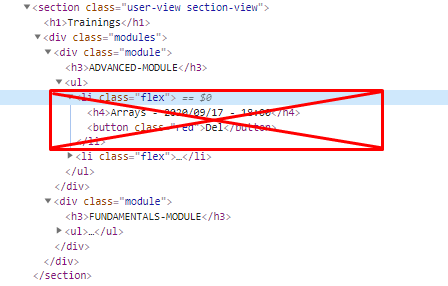 <section class="user-view section-view">
<h1>Trainings</h1>
<div class="modules">
<div class="module">
<h3>ADVANCED-MODULE</h3>
<ul>
<li class="flex"> == $0
<h4>Arrays - 2020/09/17 - 18:00</h4>
<button class="red">Del</button>
</li>
<li class="flex">…</li>
</ul>
</div>
<div class="module">
<h3>FUNDAMENTALS-MODULE</h3>
<ul>…</ul>
</div>
</div>
</section>